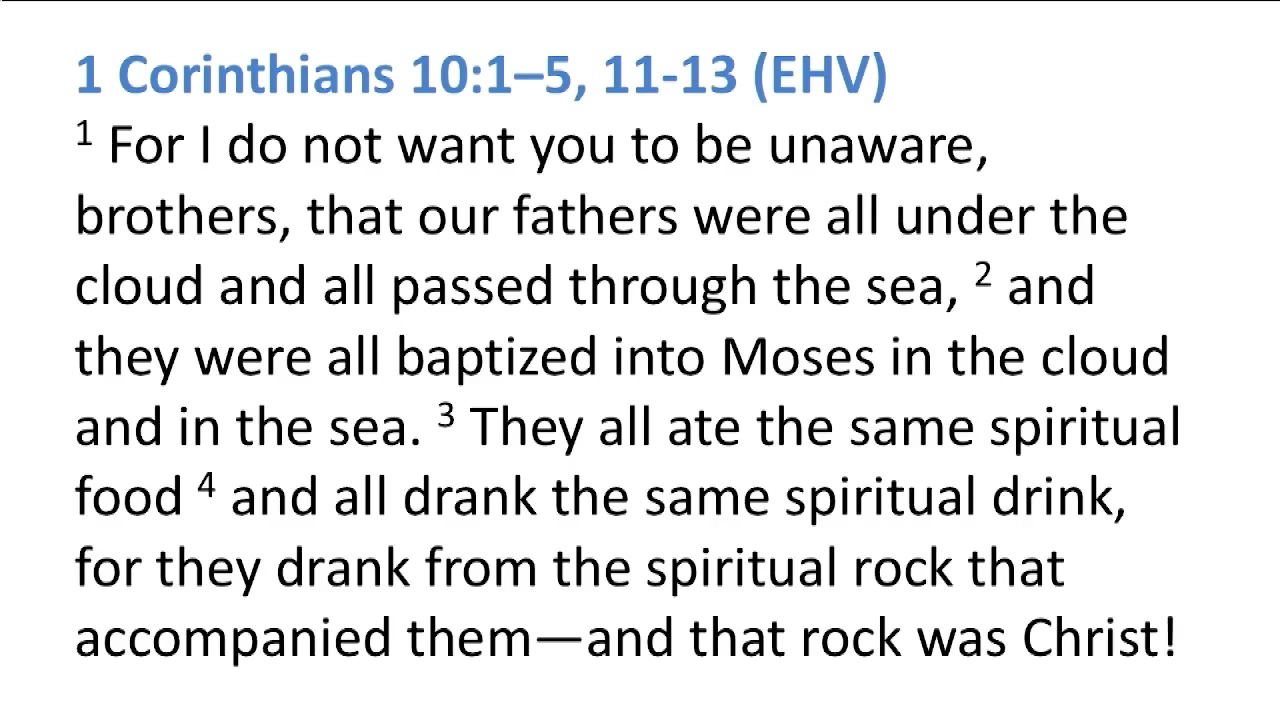 1 Corinthians 10:1–5, 11-13 (EHV)
¹ For I do not want you to be unaware,
brothers, that our fathers were all under the
cloud and all passed through the sea, ² and
they were all baptized into Moses in the cloud
and in the sea. ³ They all ate the same spiritual
food ⁴ and all drank the same spiritual drink,
for they drank from the spiritual rock that
accompanied them—and that rock was Christ!